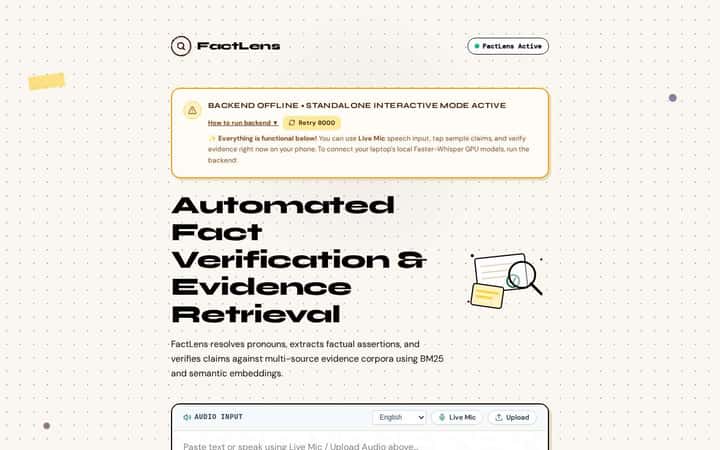 FactLens
FactLens Active
BACKEND OFFLINE • STANDALONE INTERACTIVE MODE ACTIVE
How to run backend ▼
Retry 8000
✨ Everything is functional below! You can use Live Mic speech input, tap sample claims, and verify
evidence right now on your phone. To connect your laptop's local Faster-Whisper GPU models, run the
backend:
Automated
Fact
Verification &
Evidence
Retrieval
FactLens resolves pronouns, extracts factual assertions, and
verifies claims against multi-source evidence corpora using BM25
and semantic embeddings.
AUDIO INPUT
English
Live Mic
Upload
Paste text or speak using Live Mic / Upload Audio above...